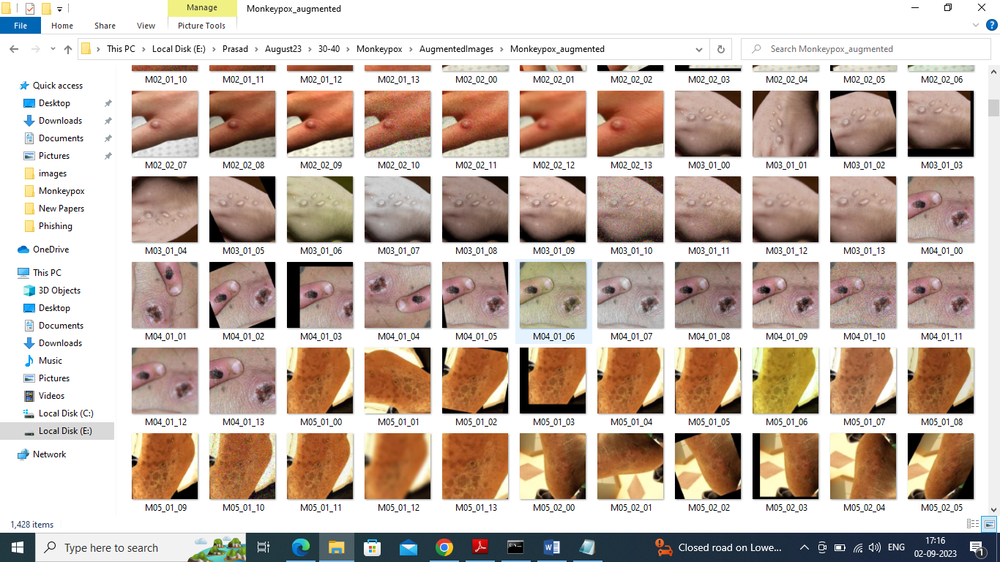 Manage
Monkeypox_augmented
File
Home
Share
View
Picture Tools
This PC
Local Disk (E:)
Prasad
August23
30-40
Monkeypox
AugmentedImages
Monkeypox_augmented
Search Monkeypox_augmented
Quick access
Desktop
Downloads
Documents
Pictures
images
Monkeypox
New Papers
Phishing
OneDrive
This PC
3D Objects
Desktop
Documents
Downloads
Music
Pictures
Videos
Local Disk (C:)
Local Disk (E:)
Network
M02_01_10 M02_01_11 M02_01_12 M02_01_13 M02_02_00 M02_02_01 M02_02_02 M02_02_03 M02_02_04 M02_02_05 M02_02_06
M02_02_07 M02_02_08 M02_02_09 M02_02_10 M02_02_11 M02_02_12 M02_02_13 M03_01_00 M03_01_01 M03_01_02 M03_01_03
M03_01_04 M03_01_05 M03_01_06 M03_01_07 M03_01_08 M03_01_09 M03_01_10 M03_01_11 M03_01_12 M03_01_13 M04_01_00
M04_01_01 M04_01_02 M04_01_03 M04_01_04 M04_01_05 M04_01_06 M04_01_07 M04_01_08 M04_01_09 M04_01_10 M04_01_11
M04_01_12 M04_01_13 M05_01_00 M05_01_01 M05_01_02 M05_01_03 M05_01_04 M05_01_05 M05_01_06 M05_01_07 M05_01_08
M05_01_09 M05_01_10 M05_01_11 M05_01_12 M05_01_13 M05_02_00 M05_02_01 M05_02_02 M05_02_03 M05_02_04 M05_02_05
1,428 items
Type here to search
Closed road on Lowe...
ENG
17:16
02-09-2023
1